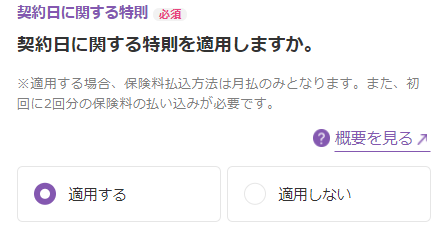 契約日に関する特則 必須
契約日に関する特則を適用しますか。
※適用する場合、保険料払込方法は月払のみとなります。また、初
回に2回分の保険料の払い込みが必要です。
? 概要を見る↗
適用する 適用しない